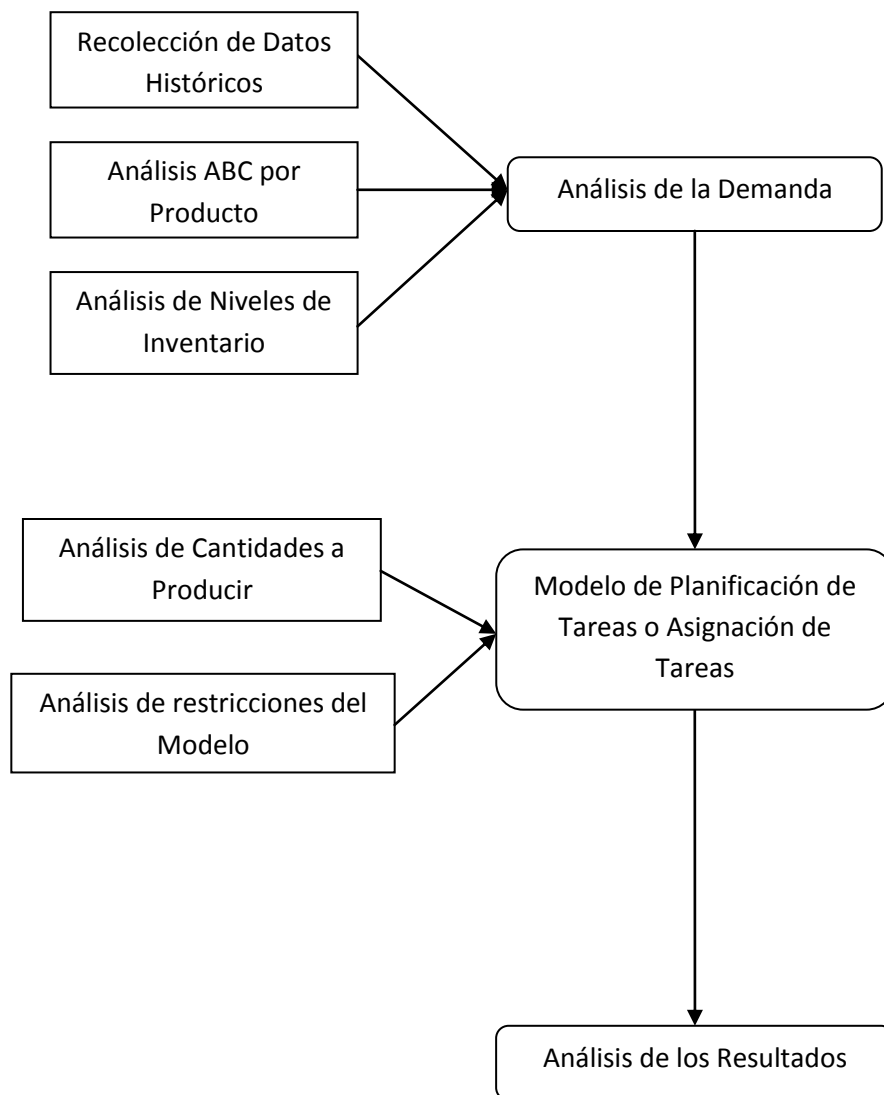 Recolección de Datos
Históricos
Análisis ABC por
Producto
Análisis de la Demanda
Análisis de Niveles de
Inventario
Análisis de Cantidades a
Producir
Modelo de Planificación de
Tareas o Asignación de
Tareas
Análisis de restricciones del
Modelo
Análisis de los Resultados